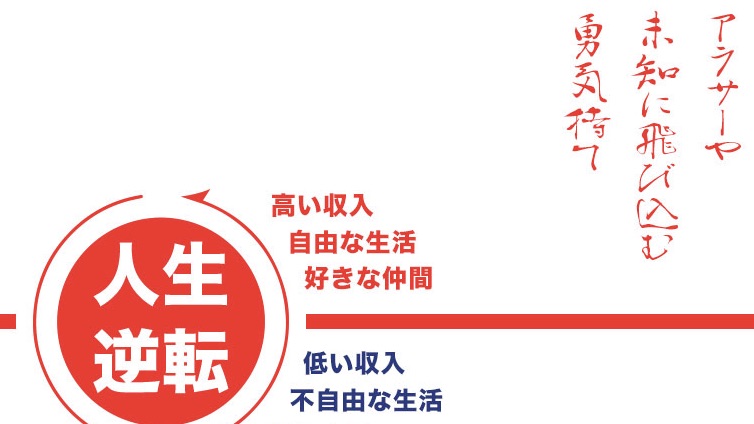 アラサーや
未知に飛び込む
勇気持て
高い収入
自由な生活
好きな仲間
人生
逆転
低い収入
不自由な生活